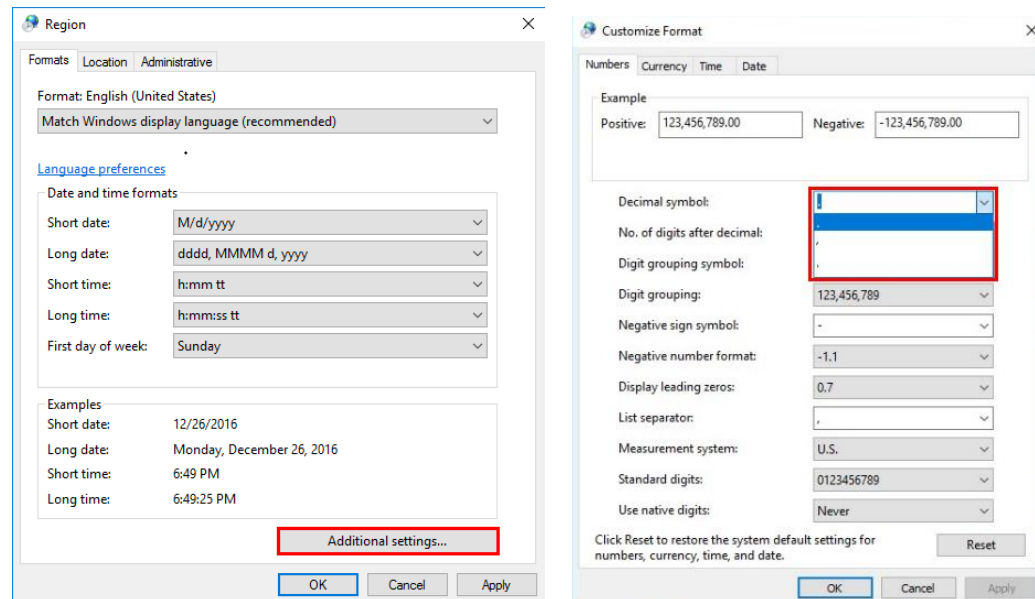 Region
Formats Location Administrative
Format: English (United States)
Match Windows display language (recommended)
Language preferences
Date and time formats
Short date: M/d/yyyy
Long date: dddd, MMMM d, yyyy
Short time: h:mm tt
Long time: h:mm:ss tt
First day of week: Sunday
Examples
Short date: 12/26/2016
Long date: Monday, December 26, 2016
Short time: 6:49 PM
Long time: 6:49:25 PM
Additional settings...
OK Cancel Apply
Customize Format
Numbers Currency Time Date
Example
Positive: 123,456,789.00 Negative: -123,456,789.00
Decimal symbol:
No. of digits after decimal:
Digit grouping symbol:
Digit grouping: 123,456,789
Negative sign symbol: -
Negative number format: -1.1
Display leading zeros: 0.7
List separator: ,
Measurement system: U.S.
Standard digits: 0123456789
Use native digits: Never
Click Reset to restore the system default settings for
numbers, currency, time, and date.
Reset
OK Cancel Apply